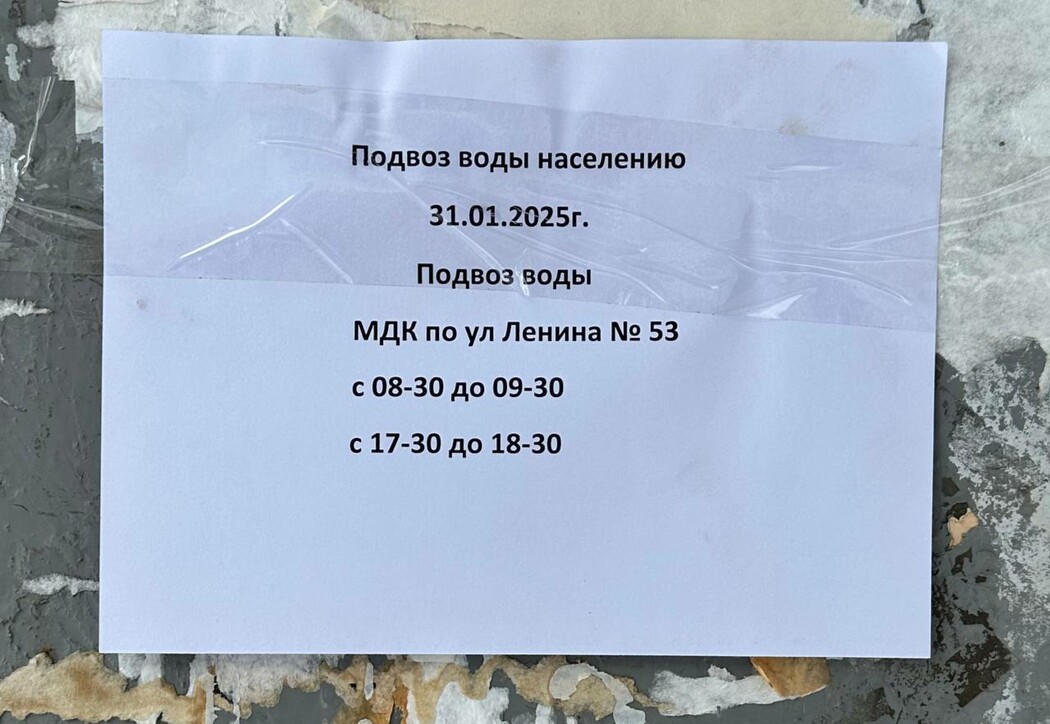 Подвоз воды населению
31.01.2025г.
Подвоз воды
МДК по ул Ленина № 53
с 08-30 до 09-30
с 17-30 до 18-30